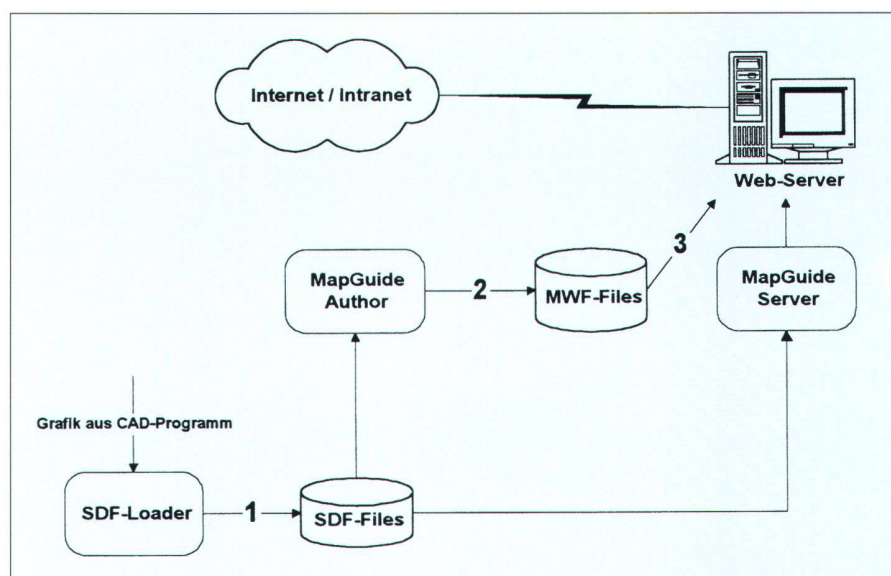 Internet / Intranet
Web-Server
MapGuide
Author
2
MWF-Files
3
MapGuide
Server
Grafik aus CAD-Programm
SDF-Loader
1
SDF-Files